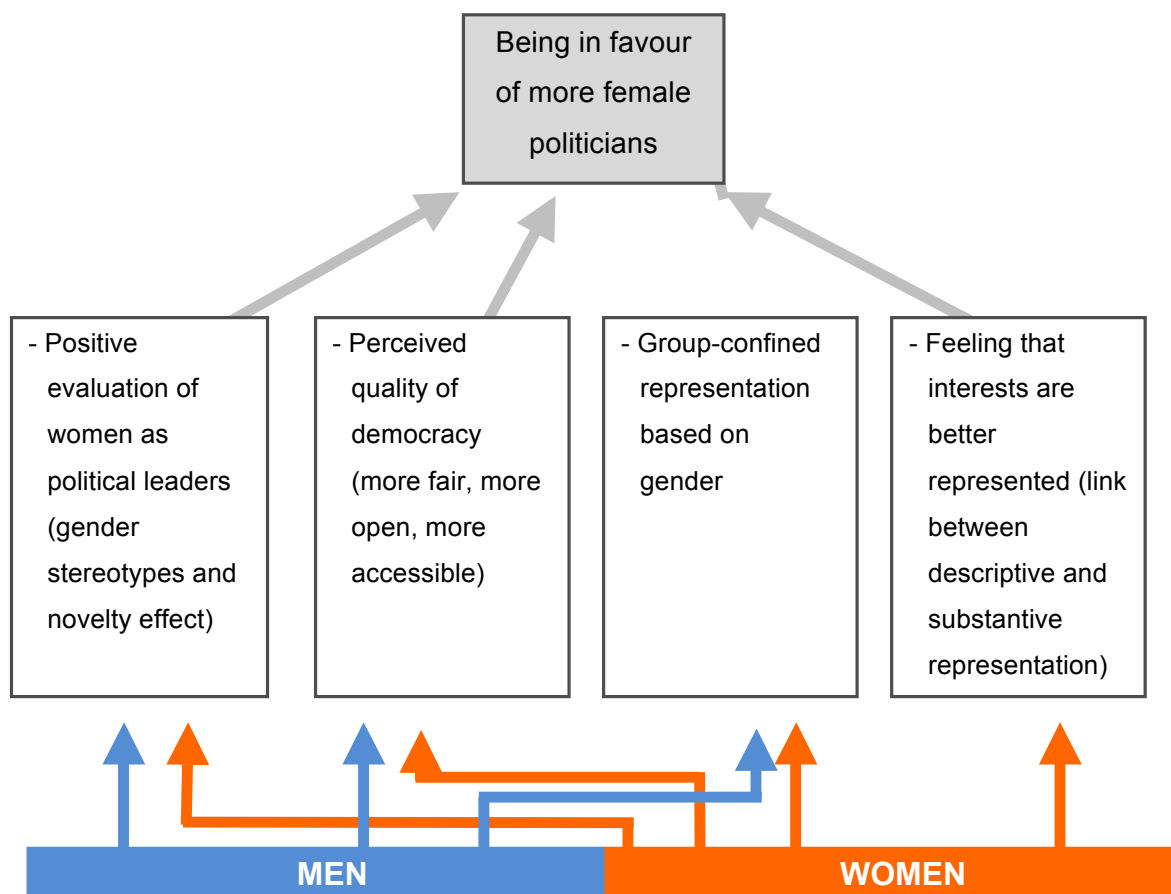 Being in favour
of more female
politicians
- Positive
evaluation of
women as
political leaders
(gender
stereotypes and
novelty effect)
- Perceived
quality of
democracy
(more fair, more
open, more
accessible)
- Group-confined
representation
based on
gender
- Feeling that
interests are
better
represented (link
between
descriptive and
substantive
representation)
MEN
WOMEN